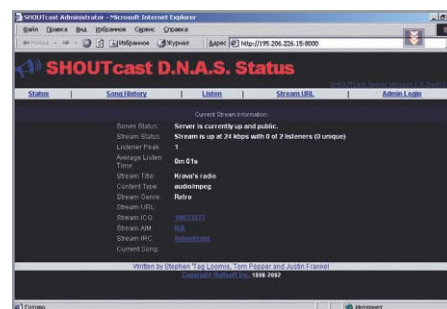 SHOUTcast Administrator - Microsoft Internet Explorer
Файл Правка Вид Избранное Сервис Справка
Избранное Журнал Адрес http://195.206.226.15:8000
SHOUTcast D.N.A.S. Status
SHOUTcast Server Version
Status | Song History | Listen | Stream URL | Admin Login
Current Stream Information
Server Status: Server is currently up and public.
Stream Status: Stream is up at 24 kbps with 0 of 2 listeners (0 unique)
Listener Peak: 1
Average Listen Time: 0m 01s
Stream Title: Krava's radio
Content Type: audio/mpeg
Stream Genre: Retro
Stream URL:
Stream ICQ:
Stream AIM: N/A
Stream IRC:
Current Song:
Written by Stephen 'Tag Loomis, Tom Pepper and Justin Frankel
Copyright Nullsoft Inc. 1998-2002
Готово Интернет